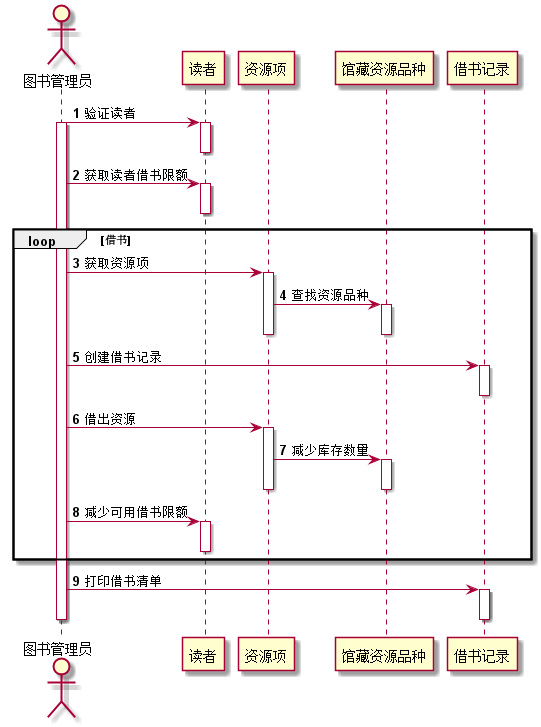 图书管理员
读者
资源项
馆藏资源品种
借书记录
1 验证读者
2 获取读者借书限额
loop [借书]
3 获取资源项
4 查找资源品种
5 创建借书记录
6 借出资源
7 减少库存数量
8 减少可用借书限额
9 打印借书清单
图书管理员
读者
资源项
馆藏资源品种
借书记录